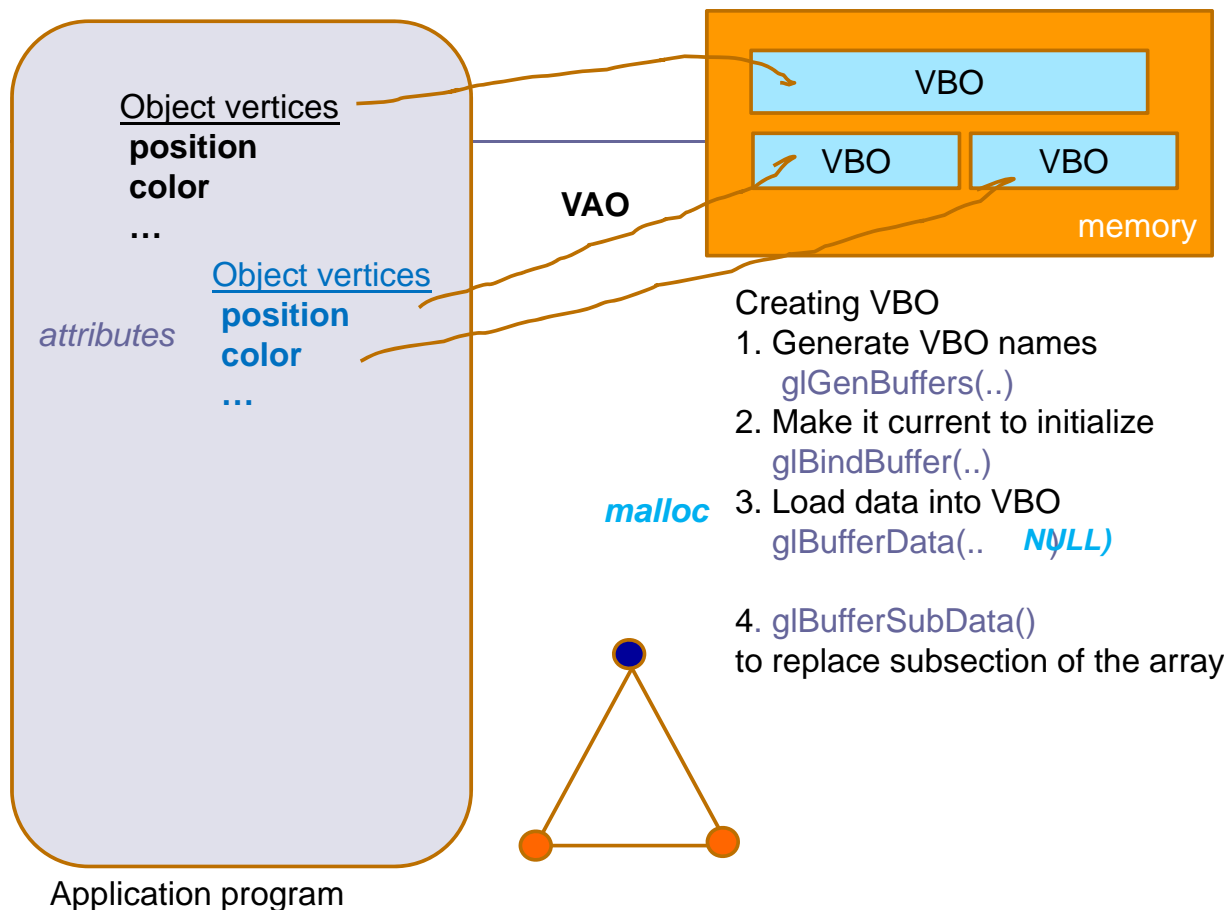 Object vertices
position
color
…
attributes
Object vertices
position
color
…
Application program
VAO
VBO
VBO
VBO
memory
Creating VBO
1. Generate VBO names
glGenBuffers(..)
2. Make it current to initialize
glBindBuffer(..)
malloc
3. Load data into VBO
glBufferData(.. )
NULL)
4. glBufferSubData()
to replace subsection of the array